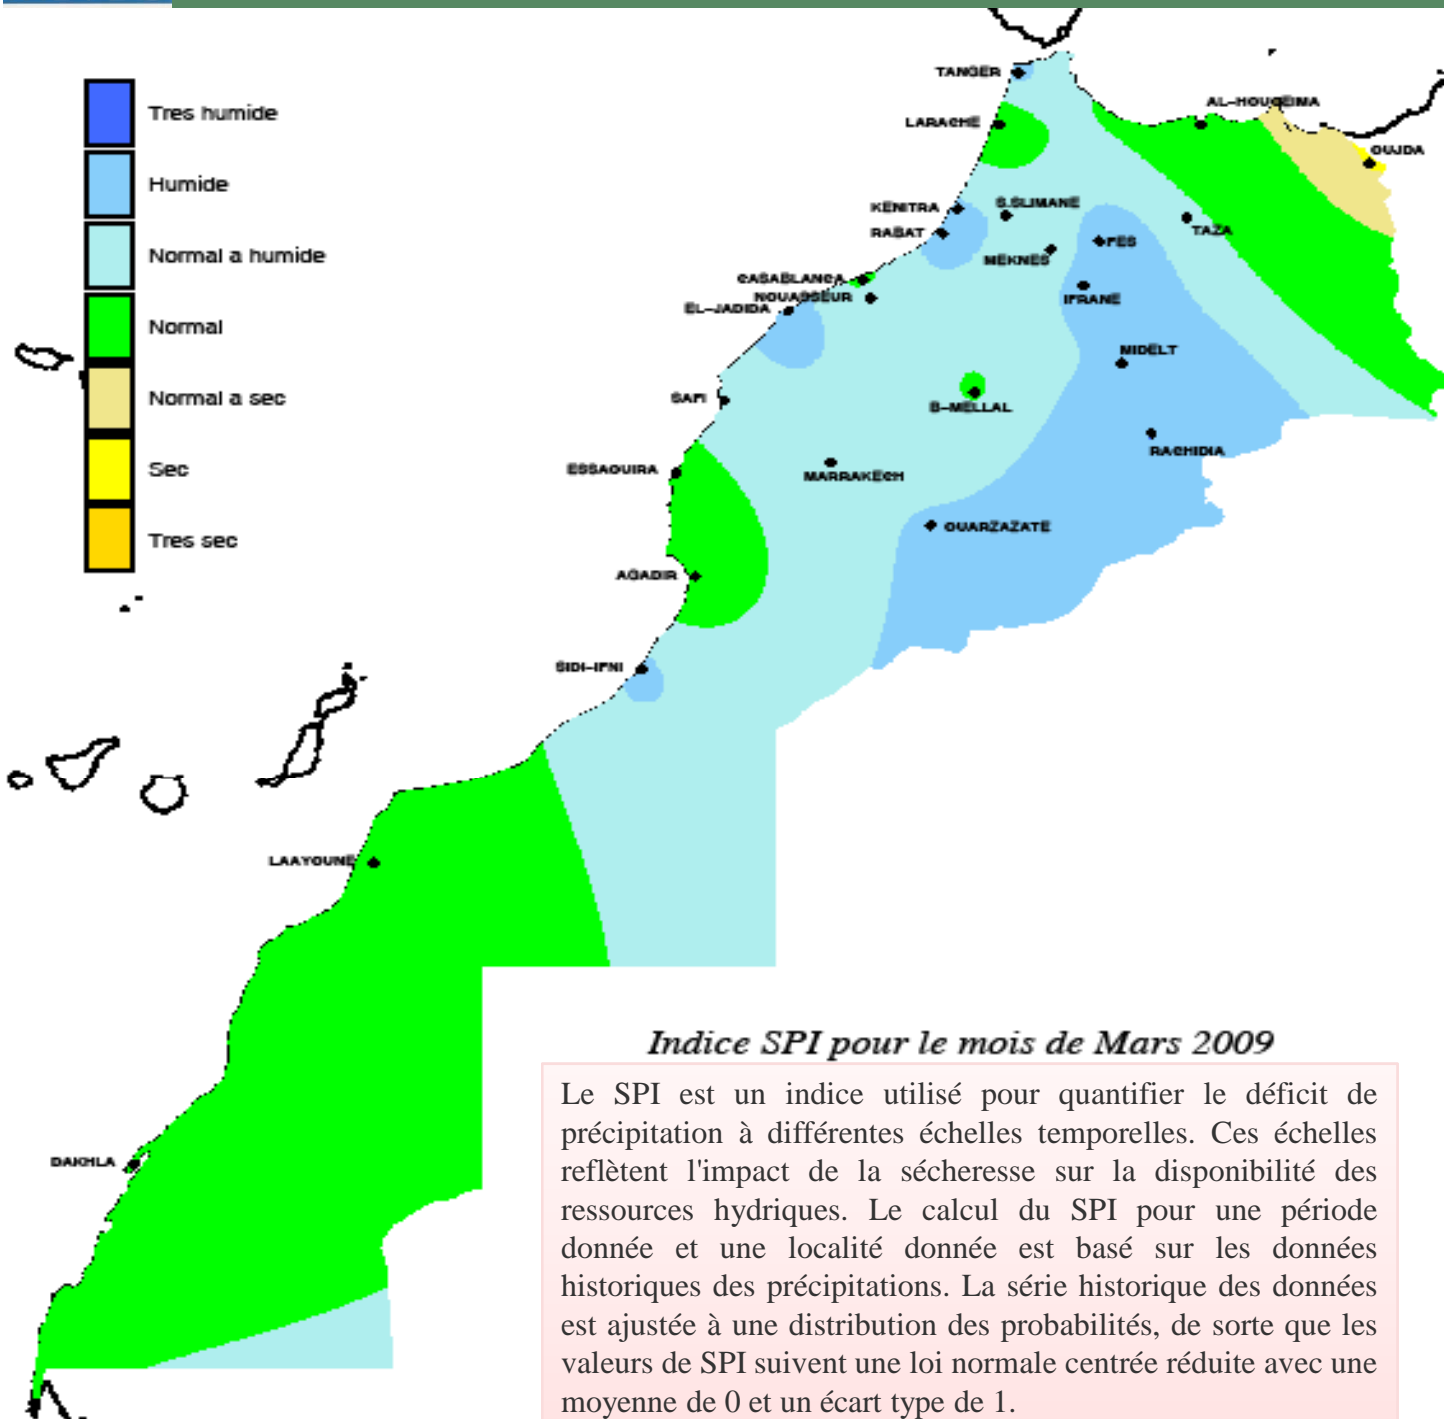 Tres humide
Humide
Normal a humide
Normal
Normal a sec
Sec
Tres sec
TANGER
AL-HOUCEIMA
LARACHE
OUJDA
KENITRA
S.SLIMANE
RABAT
TAZA
FES
MEKNES
CASABLANCA
NOUASSEUR
IFRANE
EL-JADIDA
MIDELT
SAFI
B-MELLAL
RACHIDIA
ESSAOUIRA
MARRAKECH
OUARZAZATE
AGADIR
SIDI-IFNI
LAAYOUNE
DAKHLA
Indice SPI pour le mois de Mars 2009
Le SPI est un indice utilisé pour quantifier le déficit de
précipitation à différentes échelles temporelles. Ces échelles
reflètent l'impact de la sécheresse sur la disponibilité des
ressources hydriques. Le calcul du SPI pour une période
donnée et une localité donnée est basé sur les données
historiques des précipitations. La série historique des données
est ajustée à une distribution des probabilités, de sorte que les
valeurs de SPI suivent une loi normale centrée réduite avec une
moyenne de 0 et un écart type de 1.